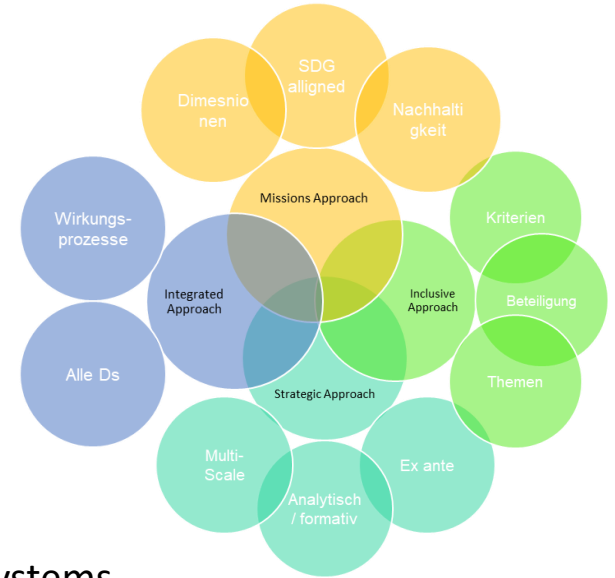 SDG
alligned
Dimesnio
nen
Nachhalti
gkeit
Missions Approach
Wirkungs-
prozesse
Kriterien
Integrated
Approach
Inclusive
Approach
Beteiligung
Alle Ds
Themen
Strategic Approach
Multi-
Scale
Ex ante
Analytisch
/ formativ